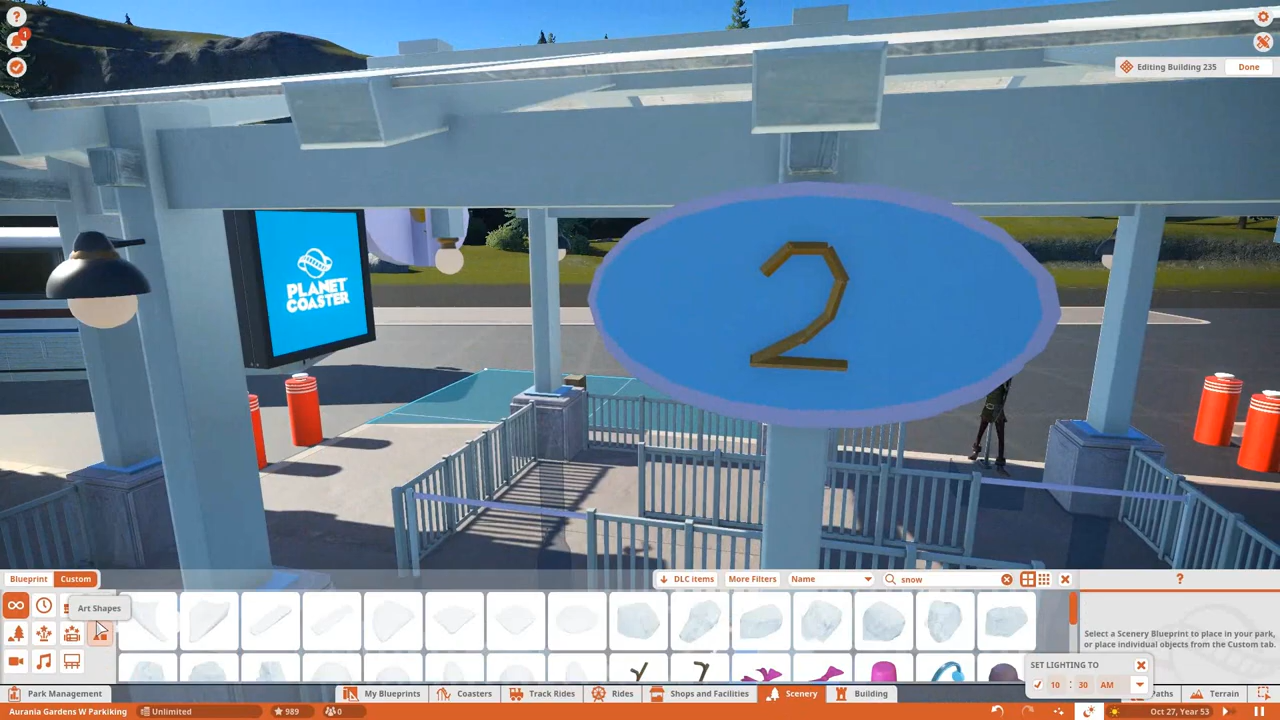 ?
1
Editing Building 235
Done
PLANET
COASTER
2
Blueprint
Custom
DLC items
More Filters
Name
snow
?
Art Shapes
Select a Scenery Blueprint to place in your park,
or place individual objects from the Custom tab.
SET LIGHTING TO
10 : 30 AM
Park Management
My Blueprints
Coasters
Track Rides
Rides
Shops and Facilities
Scenery
Building
Paths
Terrain
Aurania Gardens W Parkiking
Unlimited
989
0
Oct 27, Year 53